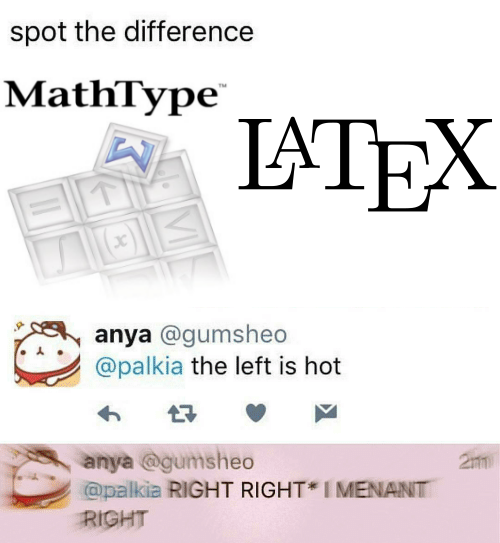 spot the difference
MathType™
LATEX
anya @gumsheo
@palkia the left is hot
anya @gumsheo 2m
@palkia RIGHT RIGHT* I MENANT
RIGHT